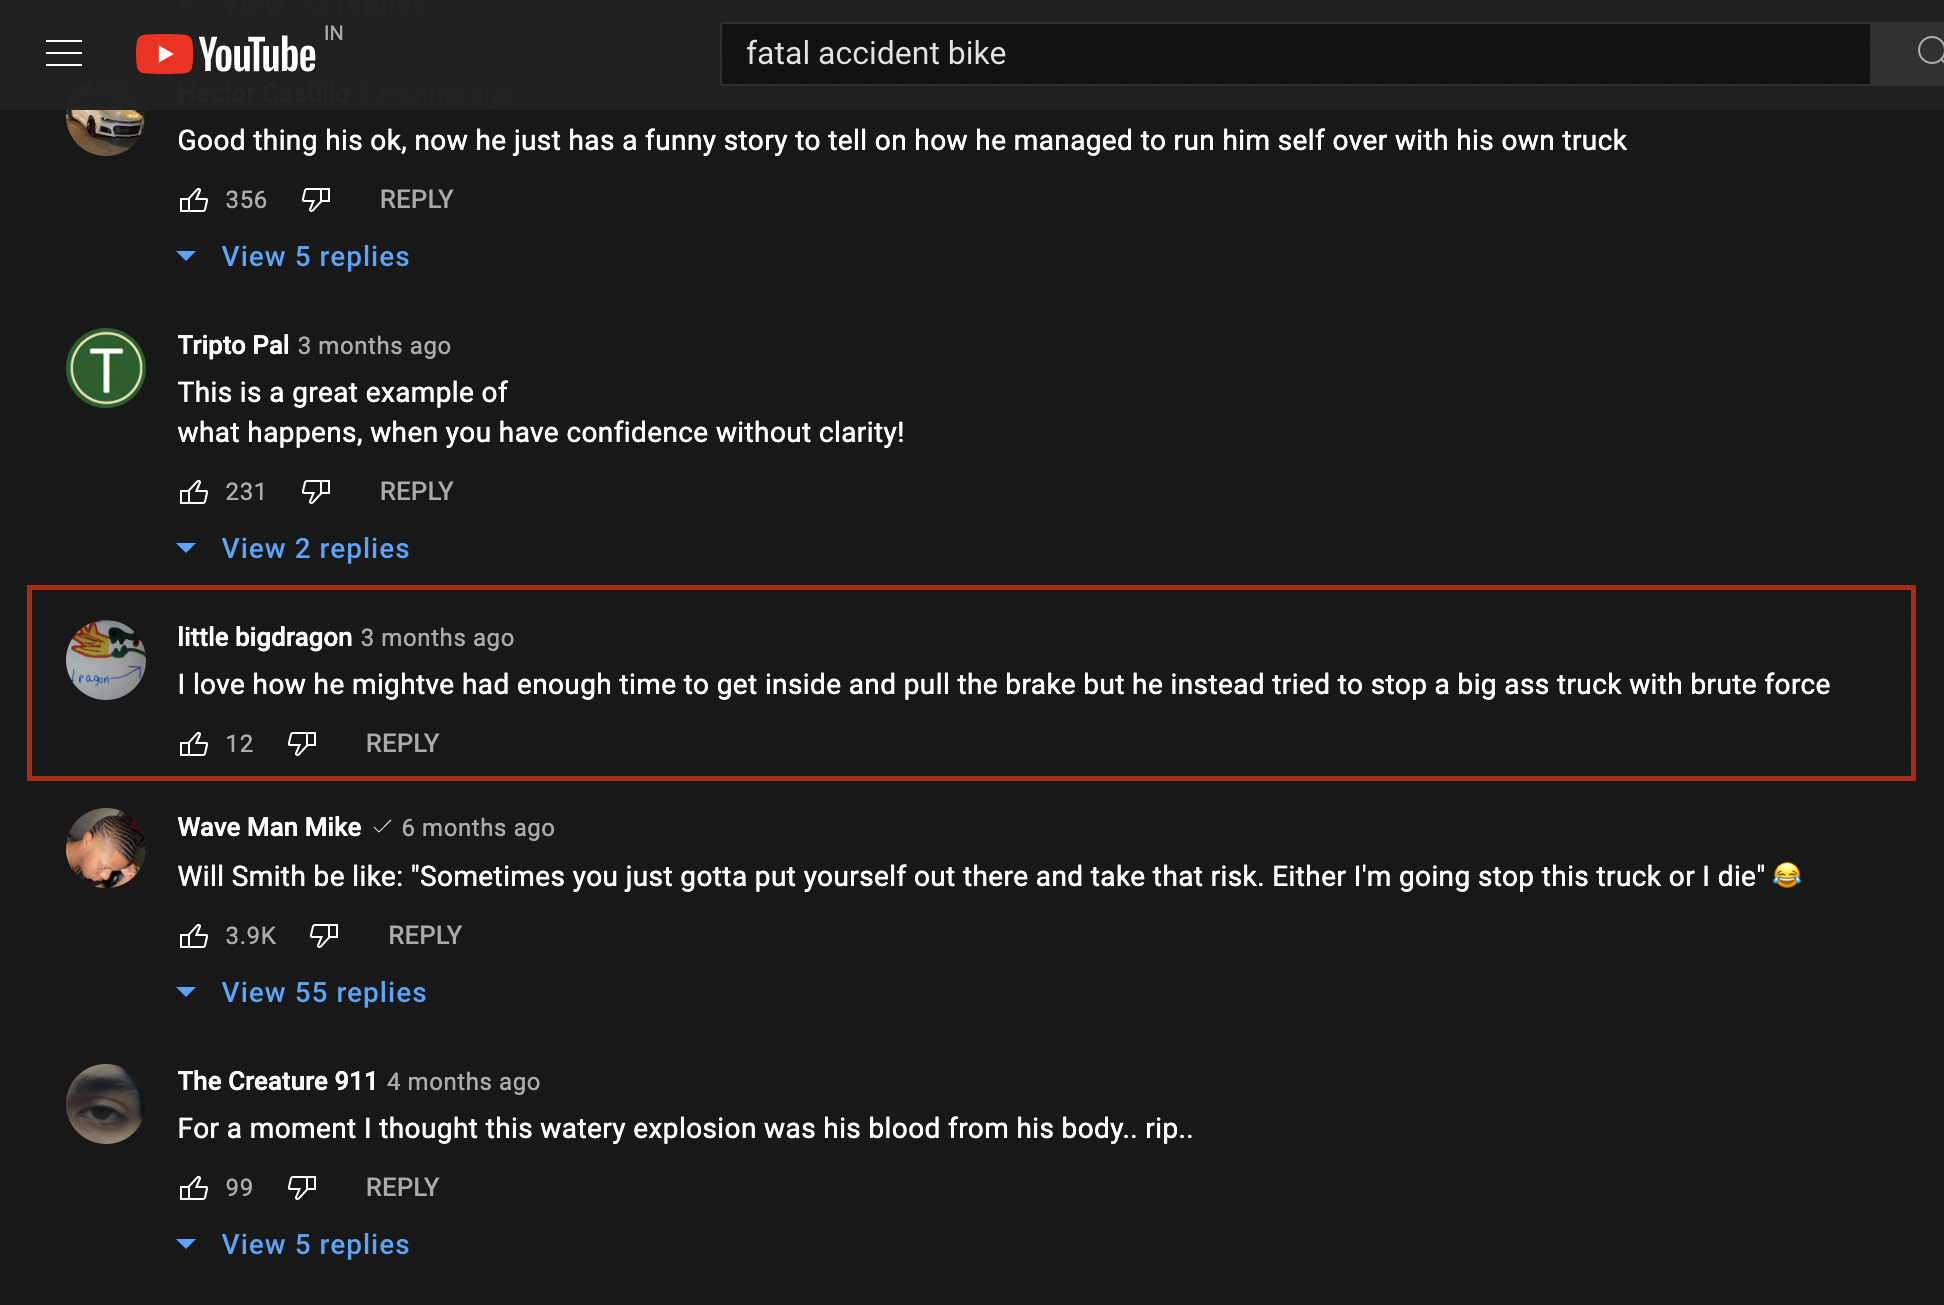 View 23 replies
YouTube IN
fatal accident bike
Hector Castillo 3 months ago
Good thing his ok, now he just has a funny story to tell on how he managed to run him self over with his own truck
356 REPLY
View 5 replies
T
Tripto Pal 3 months ago
This is a great example of
what happens, when you have confidence without clarity!
231 REPLY
View 2 replies
little bigdragon 3 months ago
I love how he mightve had enough time to get inside and pull the brake but he instead tried to stop a big ass truck with brute force
12 REPLY
Wave Man Mike 6 months ago
Will Smith be like: "Sometimes you just gotta put yourself out there and take that risk. Either I'm going stop this truck or I die" 😂
3.9K REPLY
View 55 replies
The Creature 911 4 months ago
For a moment I thought this watery explosion was his blood from his body.. rip..
99 REPLY
View 5 replies